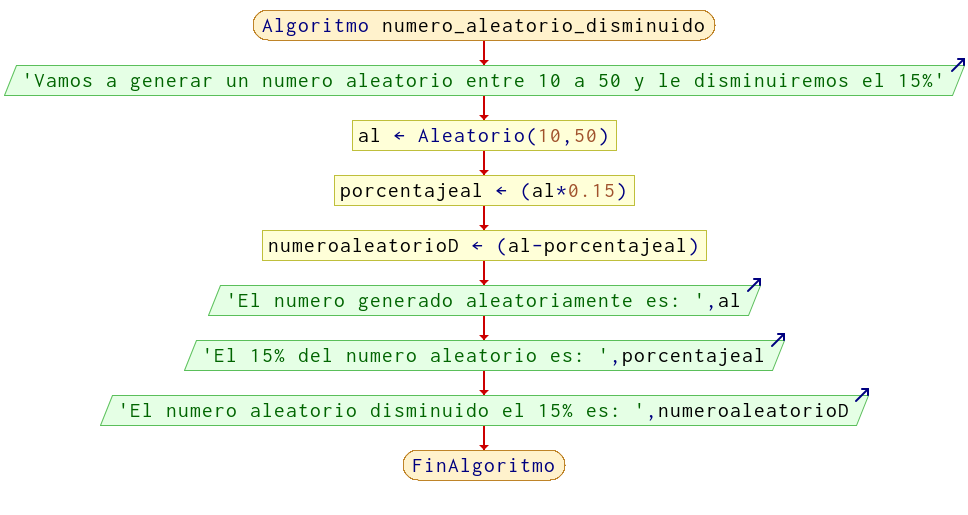 Algoritmo numero_aleatorio_disminuido
'Vamos a generar un numero aleatorio entre 10 a 50 y le disminuiremos el 15%'
al ← Aleatorio(10,50)
porcentajeal ← (al*0.15)
numeroaleatorioD ← (al-porcentajeal)
'El numero generado aleatoriamente es: ',al
'El 15% del numero aleatorio es: ',porcentajeal
'El numero aleatorio disminuido el 15% es: ',numeroaleatorioD
FinAlgoritmo